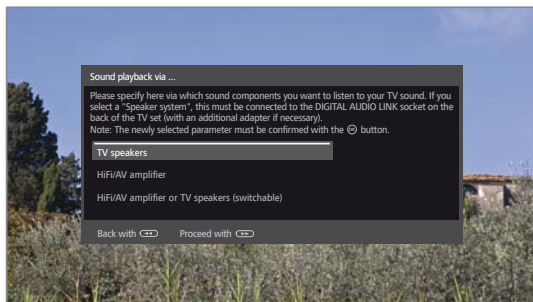 Sound playback via ...
Please specify here via which sound components you want to listen to your TV sound. If you
select a "Speaker system", this must be connected to the DIGITAL AUDIO LINK socket on the
back of the TV set (with an additional adapter if necessary).
Note: The newly selected parameter must be confirmed with the OK button.
TV speakers
HiFi/AV amplifier
HiFi/AV amplifier or TV speakers (switchable)
Back with ◀◀ Proceed with ▶▶